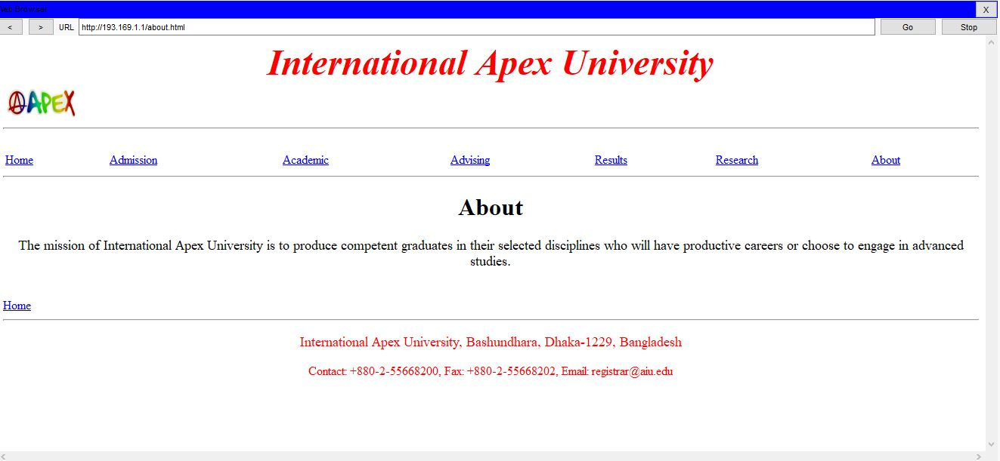 Web Browser
X
< > URL http://193.169.1.1/about.html Go Stop
International Apex University
APEX
Home Admission Academic Advising Results Research About
About
The mission of International Apex University is to produce competent graduates in their selected disciplines who will have productive careers or choose to engage in advanced
studies.
Home
International Apex University, Bashundhara, Dhaka-1229, Bangladesh
Contact: +880-2-55668200, Fax: +880-2-55668202, Email: registrar@aiu.edu